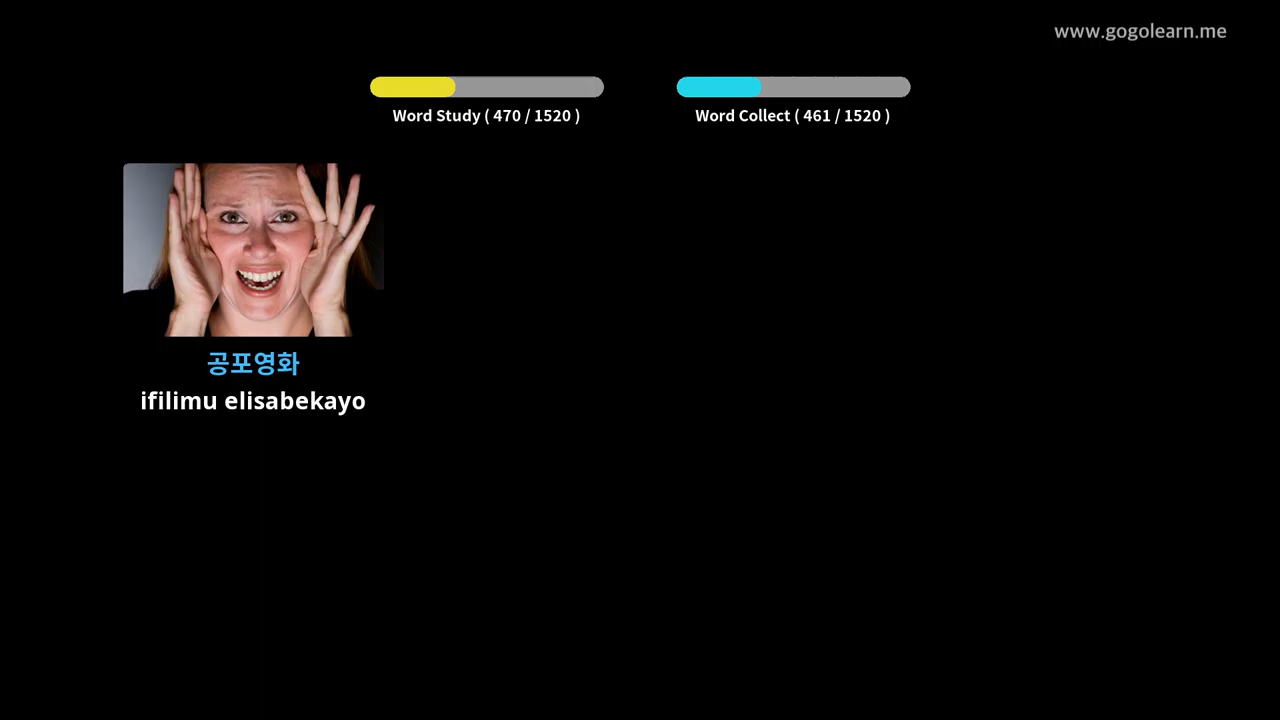 www.gogolearn.me
Word Study ( 470 / 1520 )
Word Collect ( 461 / 1520 )
공포영화
ifilimu elisabekayo